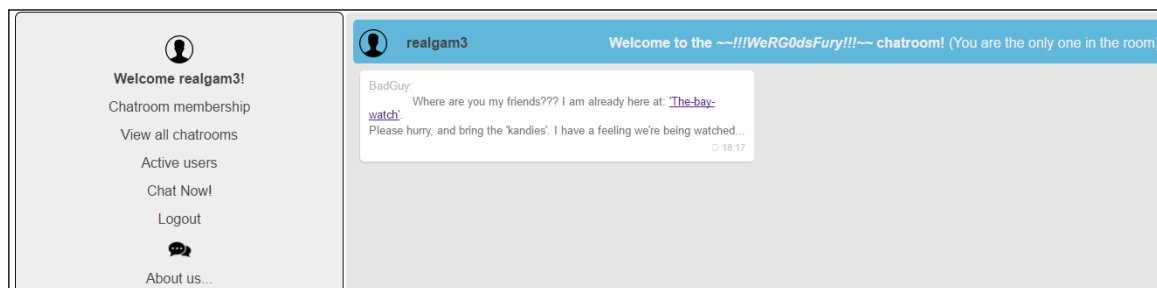 Welcome realgam3!
Chatroom membership
View all chatrooms
Active users
Chat Now!
Logout
About us...
realgam3
Welcome to the ~~!!!WeRG0dsFury!!!~~ chatroom! (You are the only one in the room)
BadGuy:
Where are you my friends??? I am already here at: 'The-bay-
watch'.
Please hurry, and bring the 'kandies'. I have a feeling we're being watched...
18:17